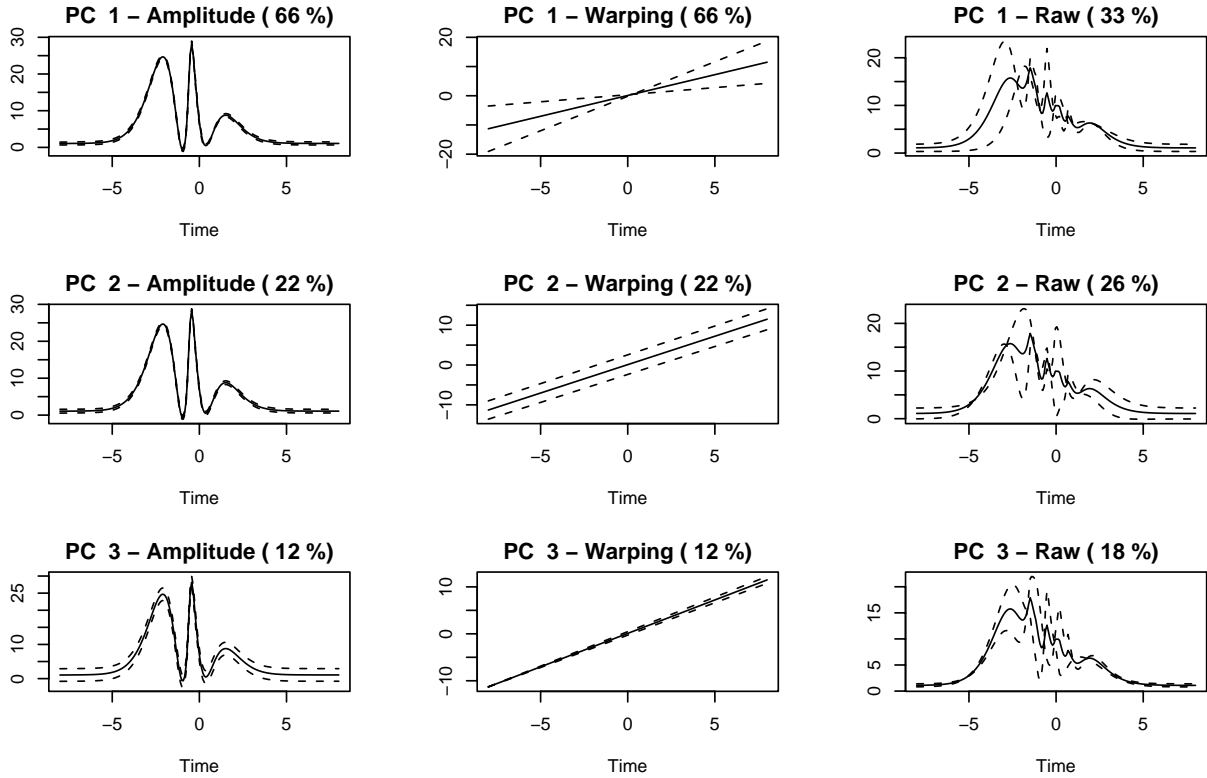 PC 1 – Amplitude ( 66 %)
0 10 20 30
−5 0 5
Time
PC 1 – Warping ( 66 %)
−20 0 10 20
−5 0 5
Time
PC 1 – Raw ( 33 %)
0 10 20
−5 0 5
Time
PC 2 – Amplitude ( 22 %)
0 10 20 30
−5 0 5
Time
PC 2 – Warping ( 22 %)
−10 0 10
−5 0 5
Time
PC 2 – Raw ( 26 %)
0 10 20
−5 0 5
Time
PC 3 – Amplitude ( 12 %)
0 10 25
−5 0 5
Time
PC 3 – Warping ( 12 %)
−10 0 10
−5 0 5
Time
PC 3 – Raw ( 18 %)
0 5 15
−5 0 5
Time